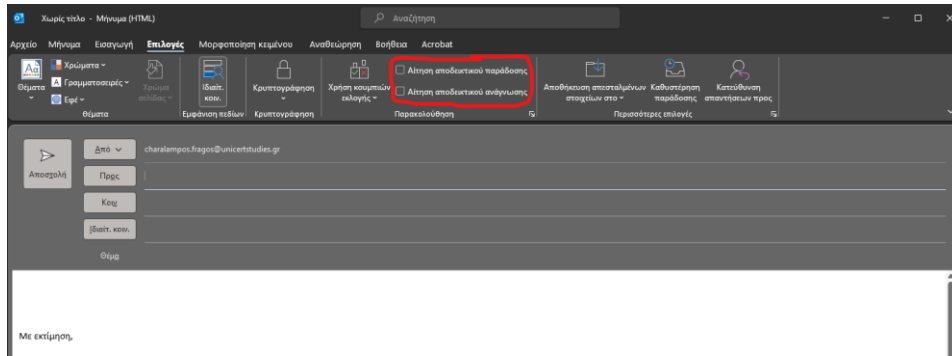 Χωρίς τίτλο - Μήνυμα (HTML)
Αναζήτηση
Αρχείο Μήνυμα Εισαγωγή Επιλογές Μορφοποίηση κειμένου Αναθεώρηση Βοήθεια Acrobat
Aα
Θέματα
Χρώματα
Γραμματοσειρές
Εφέ
Χρώμα σελίδας
Θέματα
Ιδιαίτ. κοιν.
Εμφάνιση πεδίων
Κρυπτογράφηση
Κρυπτογράφηση
Χρήση κουμπιών εκλογής
Αίτηση αποδεικτικού παράδοσης
Αίτηση αποδεικτικού ανάγνωσης
Παρακολούθηση
Αποθήκευση απεσταλμένων στοιχείων στο
Καθυστέρηση παράδοσης
Κατεύθυνση απαντήσεων προς
Περισσότερες επιλογές
Αποστολή
Από
charalampos.fragos@unicertstudies.gr
Προς
Κοιν
Ιδιαίτ. κοιν.
Θέμα
Με εκτίμηση,